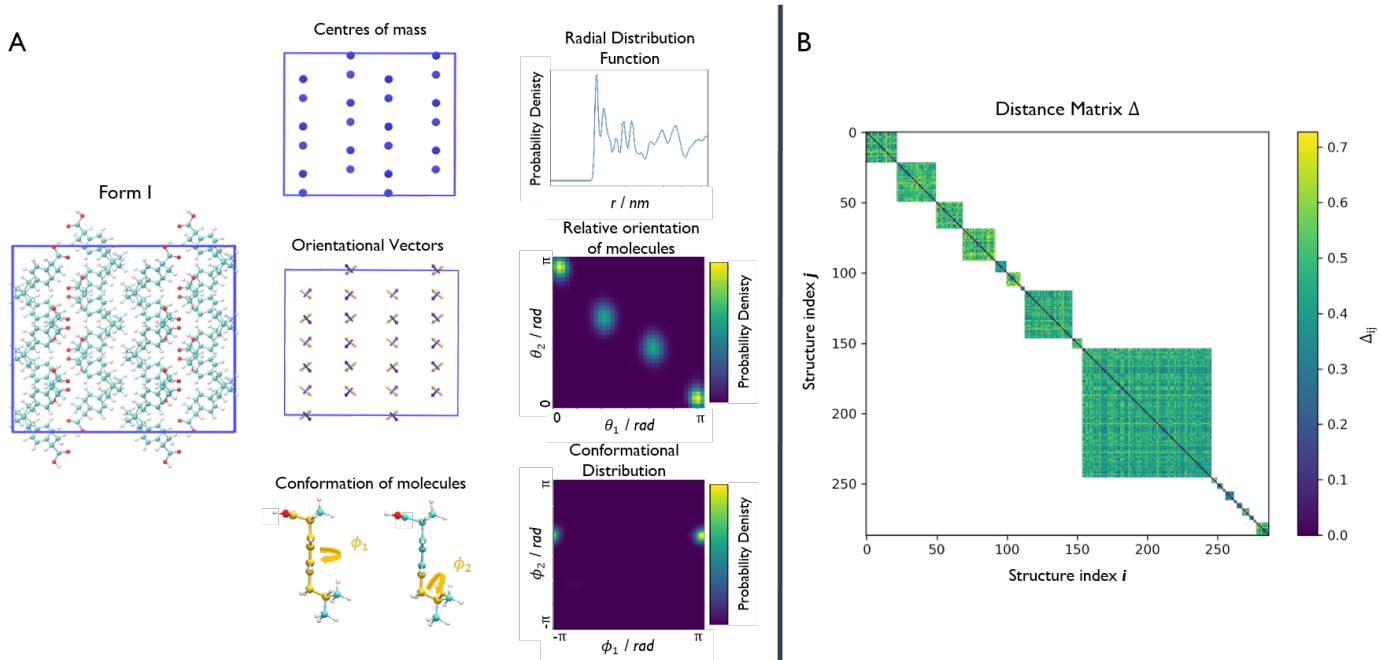 A
Form I
Centres of mass
Orientational Vectors
Conformation of molecules
ϕ1
ϕ2
Radial Distribution
Function
Probability Denisty
r / nm
Relative orientation
of molecules
π
θ2 / rad
0
0
π
θ1 / rad
Probability Denisty
Conformational
Distribution
π
ϕ2 / rad
-π
-π
π
ϕ1 / rad
Probability Denisty
B
Distance Matrix Δ
0
50
100
150
200
250
Structure index j
0
50
100
150
200
250
Structure index i
0.7
0.6
0.5
0.4
0.3
0.2
0.1
0.0
Δij